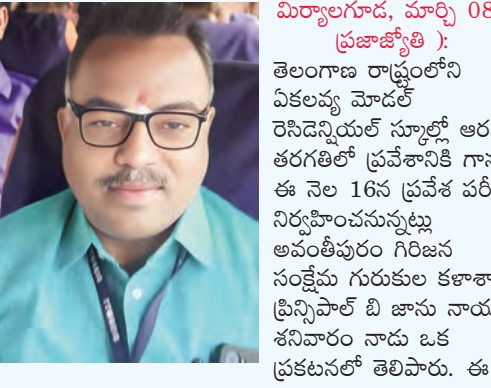 మిర్యాలగూడ, మార్చి 08
ప్రజాజ్యోతి ):
తెలంగాణ రాష్ట్రంలోని
ఏకలవ్య మోడల్
రెసిడెన్షియల్ స్కూల్లో ఆర
తరగతిలో ప్రవేశానికి గాన
ఈ నెల 16న ప్రవేశ పరీ
నిర్వహించనున్నట్లు
అవంతీపురం గిరిజన
సంక్షేమ గురుకుల కళాశా
ప్రిన్సిపాల్ బి జాను నాయ
శనివారం నాడు ఒక
ప్రకటనలో తెలిపారు. ఈ